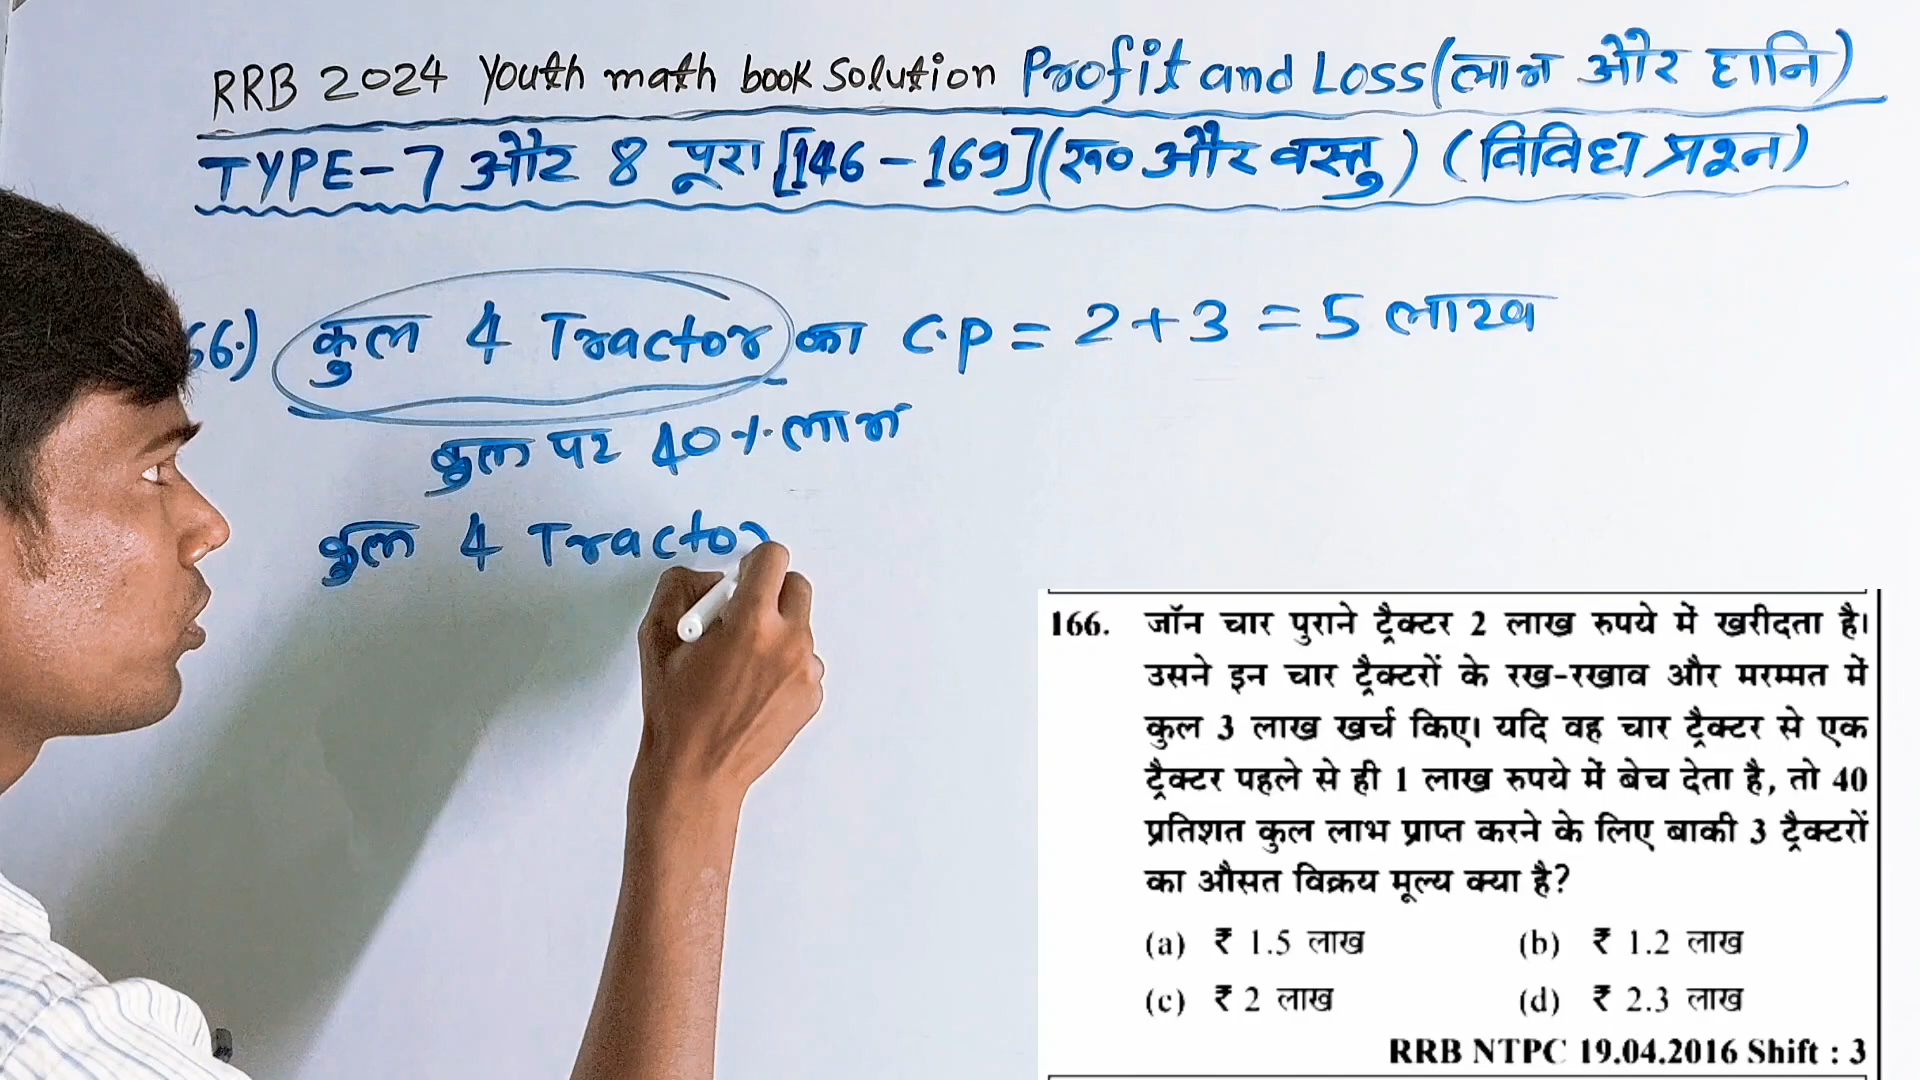 RRB 2024 Youth math book Solution Profit and Loss (लाभ और हानि)
TYPE-7 और 8 पूरा [146-169] (रु० और वस्तु) (विविध प्रश्न)
66.) कुल 4 Tractor का C.P = 2+3 = 5 लाख
कुल पर 40% लाभ
कुल 4 Tractor
166. जॉन चार पुराने ट्रैक्टर 2 लाख रुपये में खरीदता है।
उसने इन चार ट्रैक्टरों के रख-रखाव और मरम्मत में
कुल 3 लाख खर्च किए। यदि वह चार ट्रैक्टर से एक
ट्रैक्टर पहले से ही 1 लाख रुपये में बेच देता है, तो 40
प्रतिशत कुल लाभ प्राप्त करने के लिए बाकी 3 ट्रैक्टरों
का औसत विक्रय मूल्य क्या है?
(a) ₹ 1.5 लाख (b) ₹ 1.2 लाख
(c) ₹ 2 लाख (d) ₹ 2.3 लाख
RRB NTPC 19.04.2016 Shift : 3